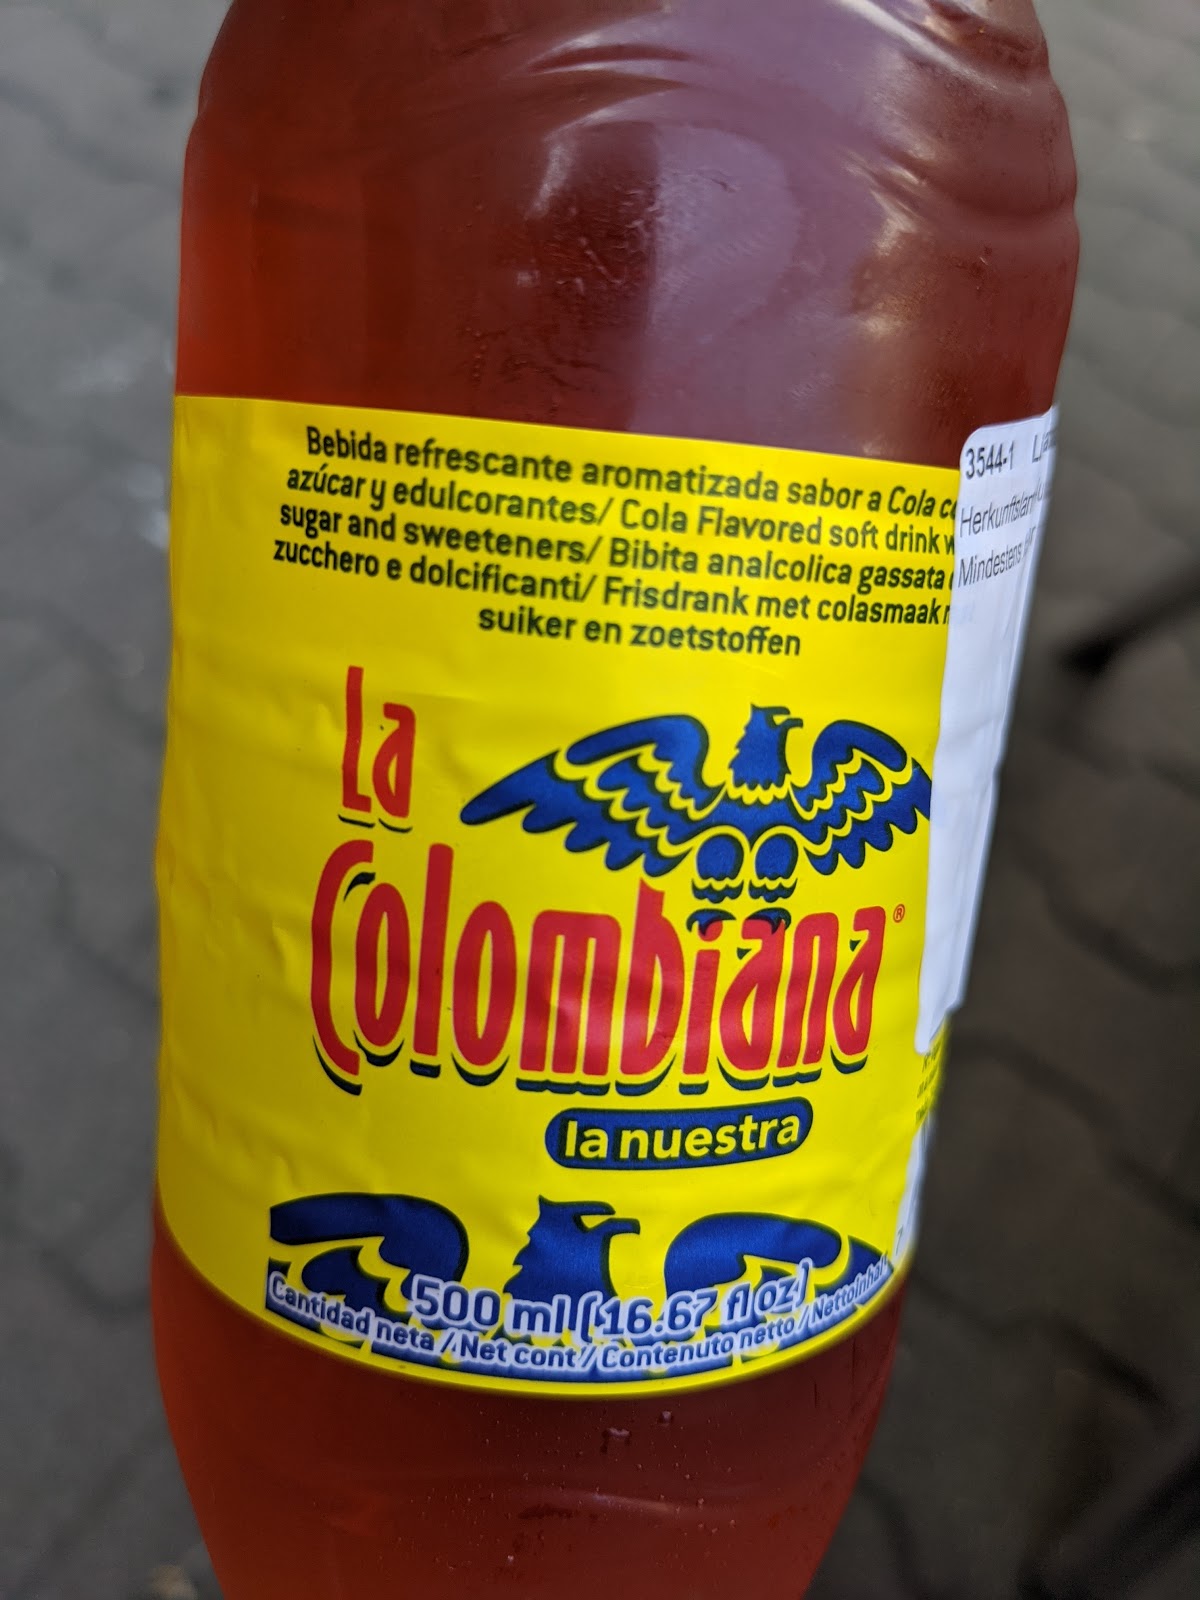 Bebida refrescante aromatizada sabor a Cola
azúcar y edulcorantes/ Cola Flavored soft drink
sugar and sweeteners/ Bibita analcolica gassata
zucchero e dolcificanti/ Frisdrank met colasmaak
suiker en zoetstoffen
3544-1
Mindestens
La
Colombiana®
la nuestra
500 ml (16.67 fl oz)
Cantidad neta / Net cont / Contenuto netto / Nettoinhalt